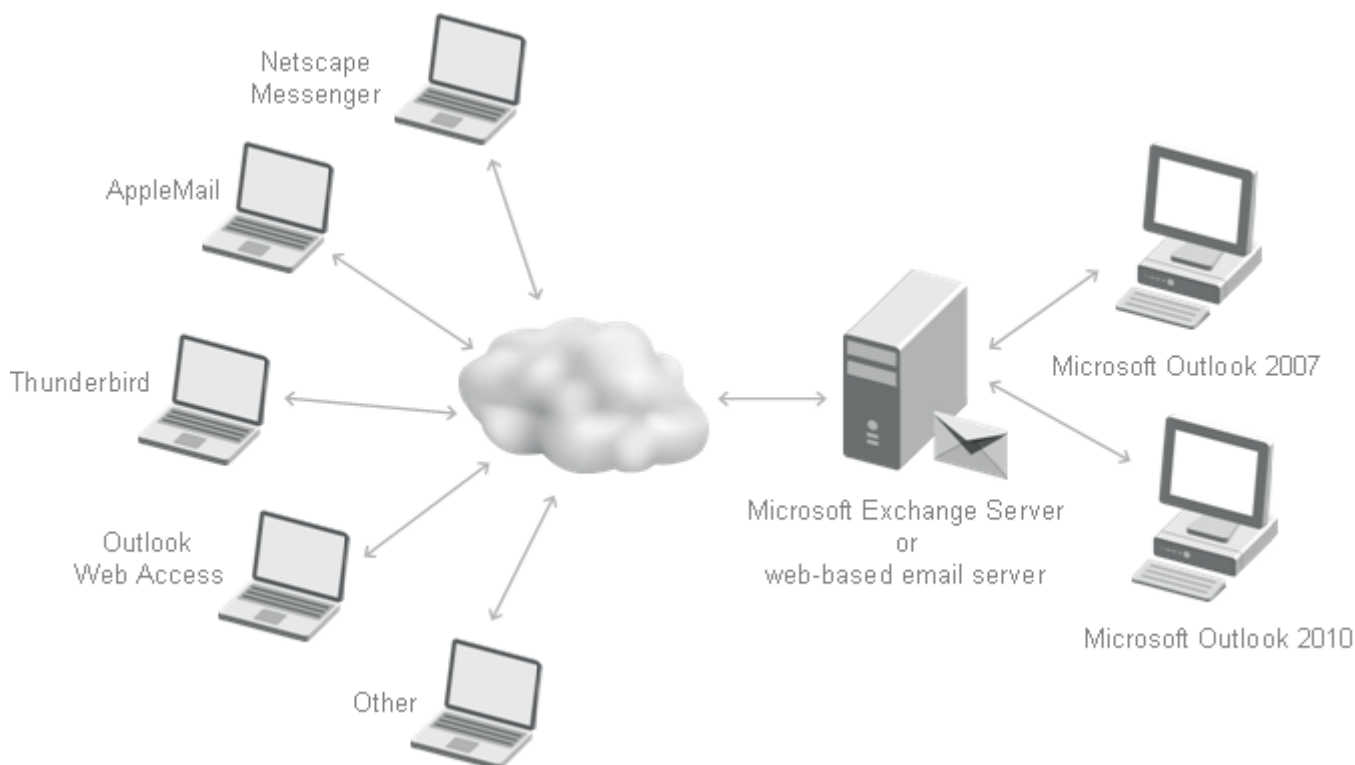 Netscape
Messenger
AppleMail
Thunderbird
Microsoft Outlook 2007
Microsoft Exchange Server
or
web-based email server
Outlook
Web Access
Microsoft Outlook 2010
Other